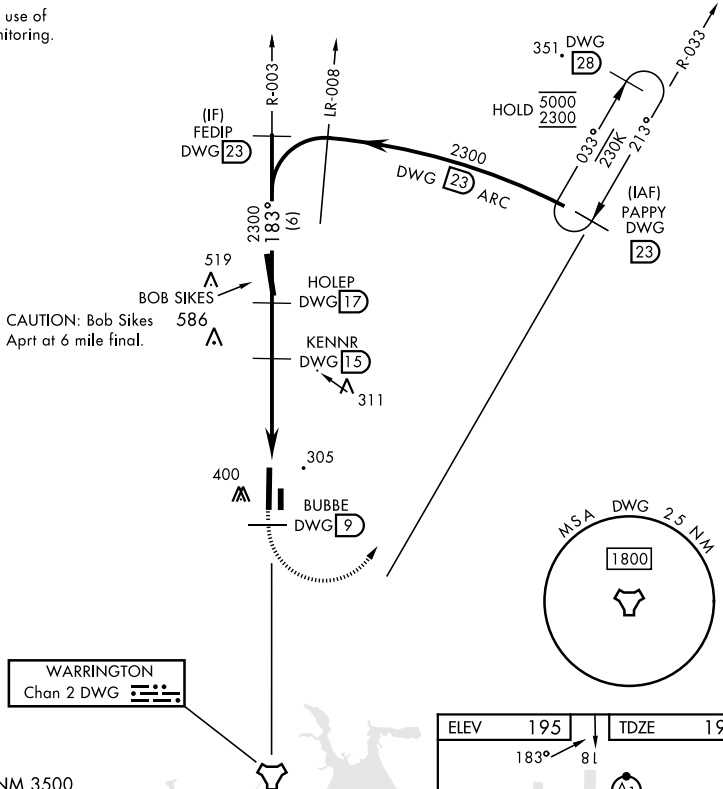 use of
nitoring.
R-003
LR-008
R-033
351 DWG
28
HOLD 5000
2300
033°
230K
213°
(IF)
FEDIP
DWG 23
2300
DWG 23 ARC
(IAF)
PAPPY
DWG
23
2300
183°
(6)
519
BOB SIKES
HOLEP
DWG 17
CAUTION: Bob Sikes
Aprt at 6 mile final.
586
KENNR
DWG 15
311
305
400
BUBBE
DWG 9
MSA DWG 25 NM
1800
WARRINGTON
Chan 2 DWG
ELEV 195
TDZE 19
183°
18
NM 3500